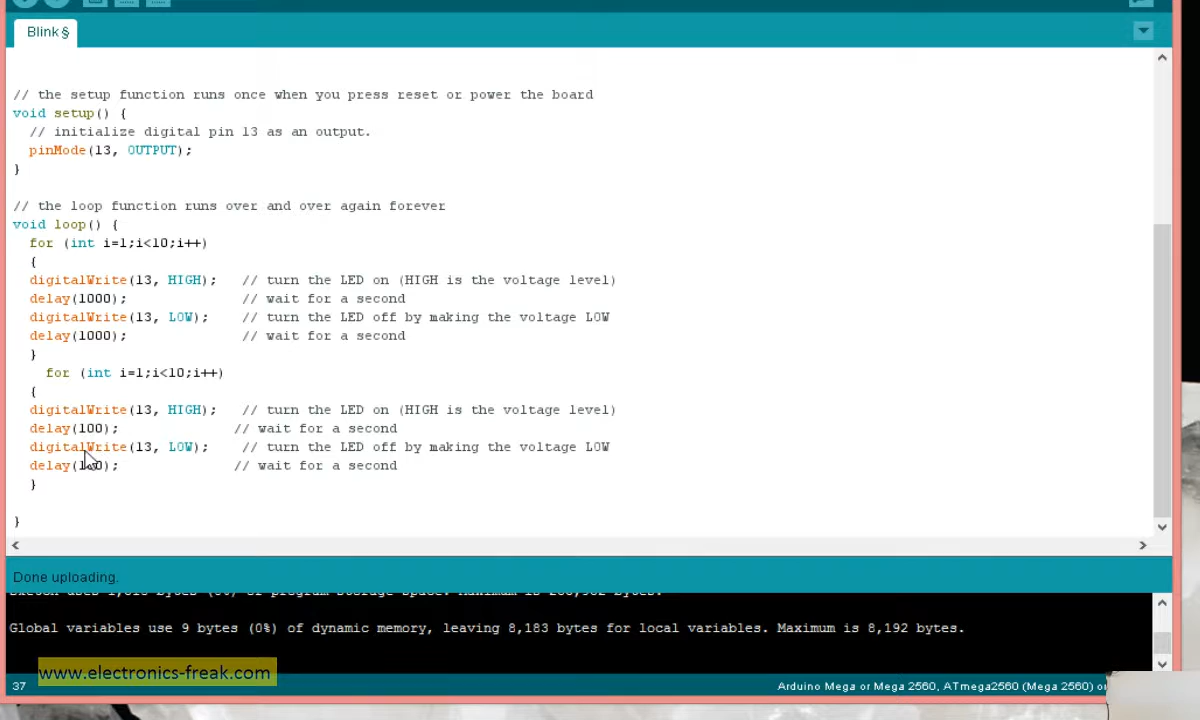 Blink §
// the setup function runs once when you press reset or power the board
void setup() {
// initialize digital pin 13 as an output.
pinMode(13, OUTPUT);
}
// the loop function runs over and over again forever
void loop() {
for (int i=1;i<10;i++)
{
digitalWrite(13, HIGH); // turn the LED on (HIGH is the voltage level)
delay(1000); // wait for a second
digitalWrite(13, LOW); // turn the LED off by making the voltage LOW
delay(1000); // wait for a second
}
for (int i=1;i<10;i++)
{
digitalWrite(13, HIGH); // turn the LED on (HIGH is the voltage level)
delay(100); // wait for a second
digitalWrite(13, LOW); // turn the LED off by making the voltage LOW
delay(100); // wait for a second
}
}
Done uploading.
Global variables use 9 bytes (0%) of dynamic memory, leaving 8,183 bytes for local variables. Maximum is 8,192 bytes.
www.electronics-freak.com
37 Arduino Mega or Mega 2560, ATmega2560 (Mega 2560) o